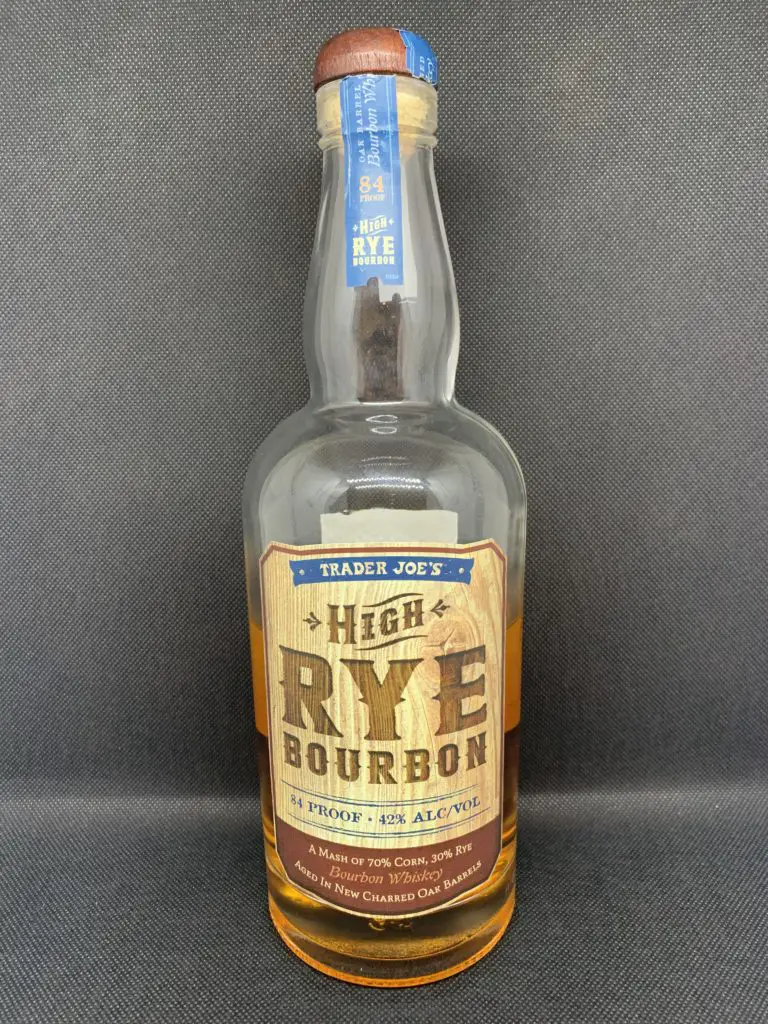 OAK BARREL
Bourbon Whi
84
PROOF
HIGH
RYE
BOURBON
TRADER JOE'S
HIGH
RYE
BOURBON
84 PROOF • 42% ALC/VOL
A MASH OF 70% CORN, 30% RYE
Bourbon Whiskey
AGED IN NEW CHARRED OAK BARRELS